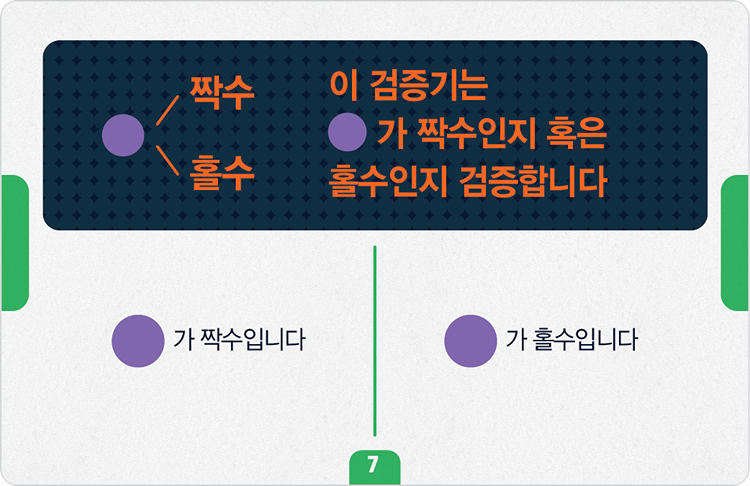 짝수
홀수
이 검증기는
가 짝수인지 혹은
홀수인지 검증합니다
가 짝수입니다
가 홀수입니다
7